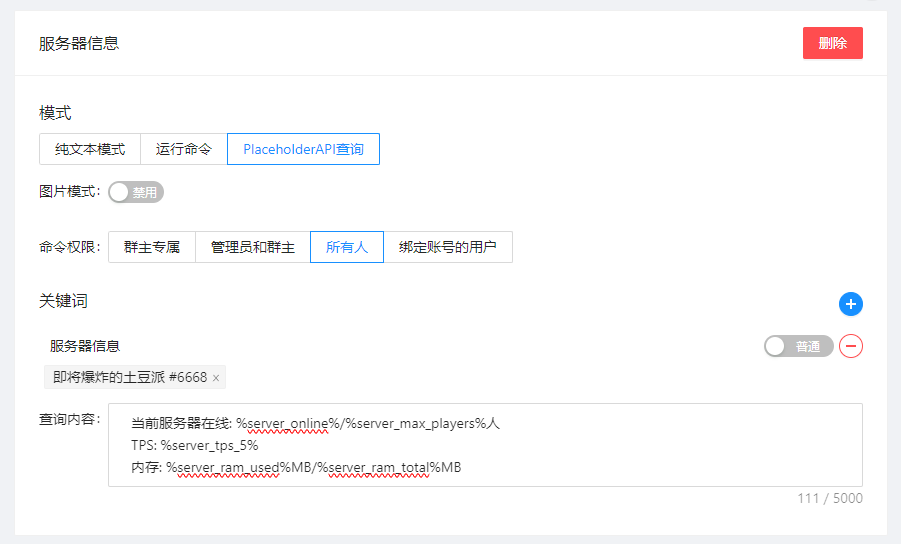 服务器信息
删除
模式
纯文本模式 运行命令 PlaceholderAPI查询
图片模式: 禁用
命令权限: 群主专属 管理员和群主 所有人 绑定账号的用户
关键词
服务器信息 普通
即将爆炸的土豆派 #6668 ×
查询内容: 当前服务器在线: %server_online%/%server_max_players%人
TPS: %server_tps_5%
内存: %server_ram_used%MB/%server_ram_total%MB
111 / 5000